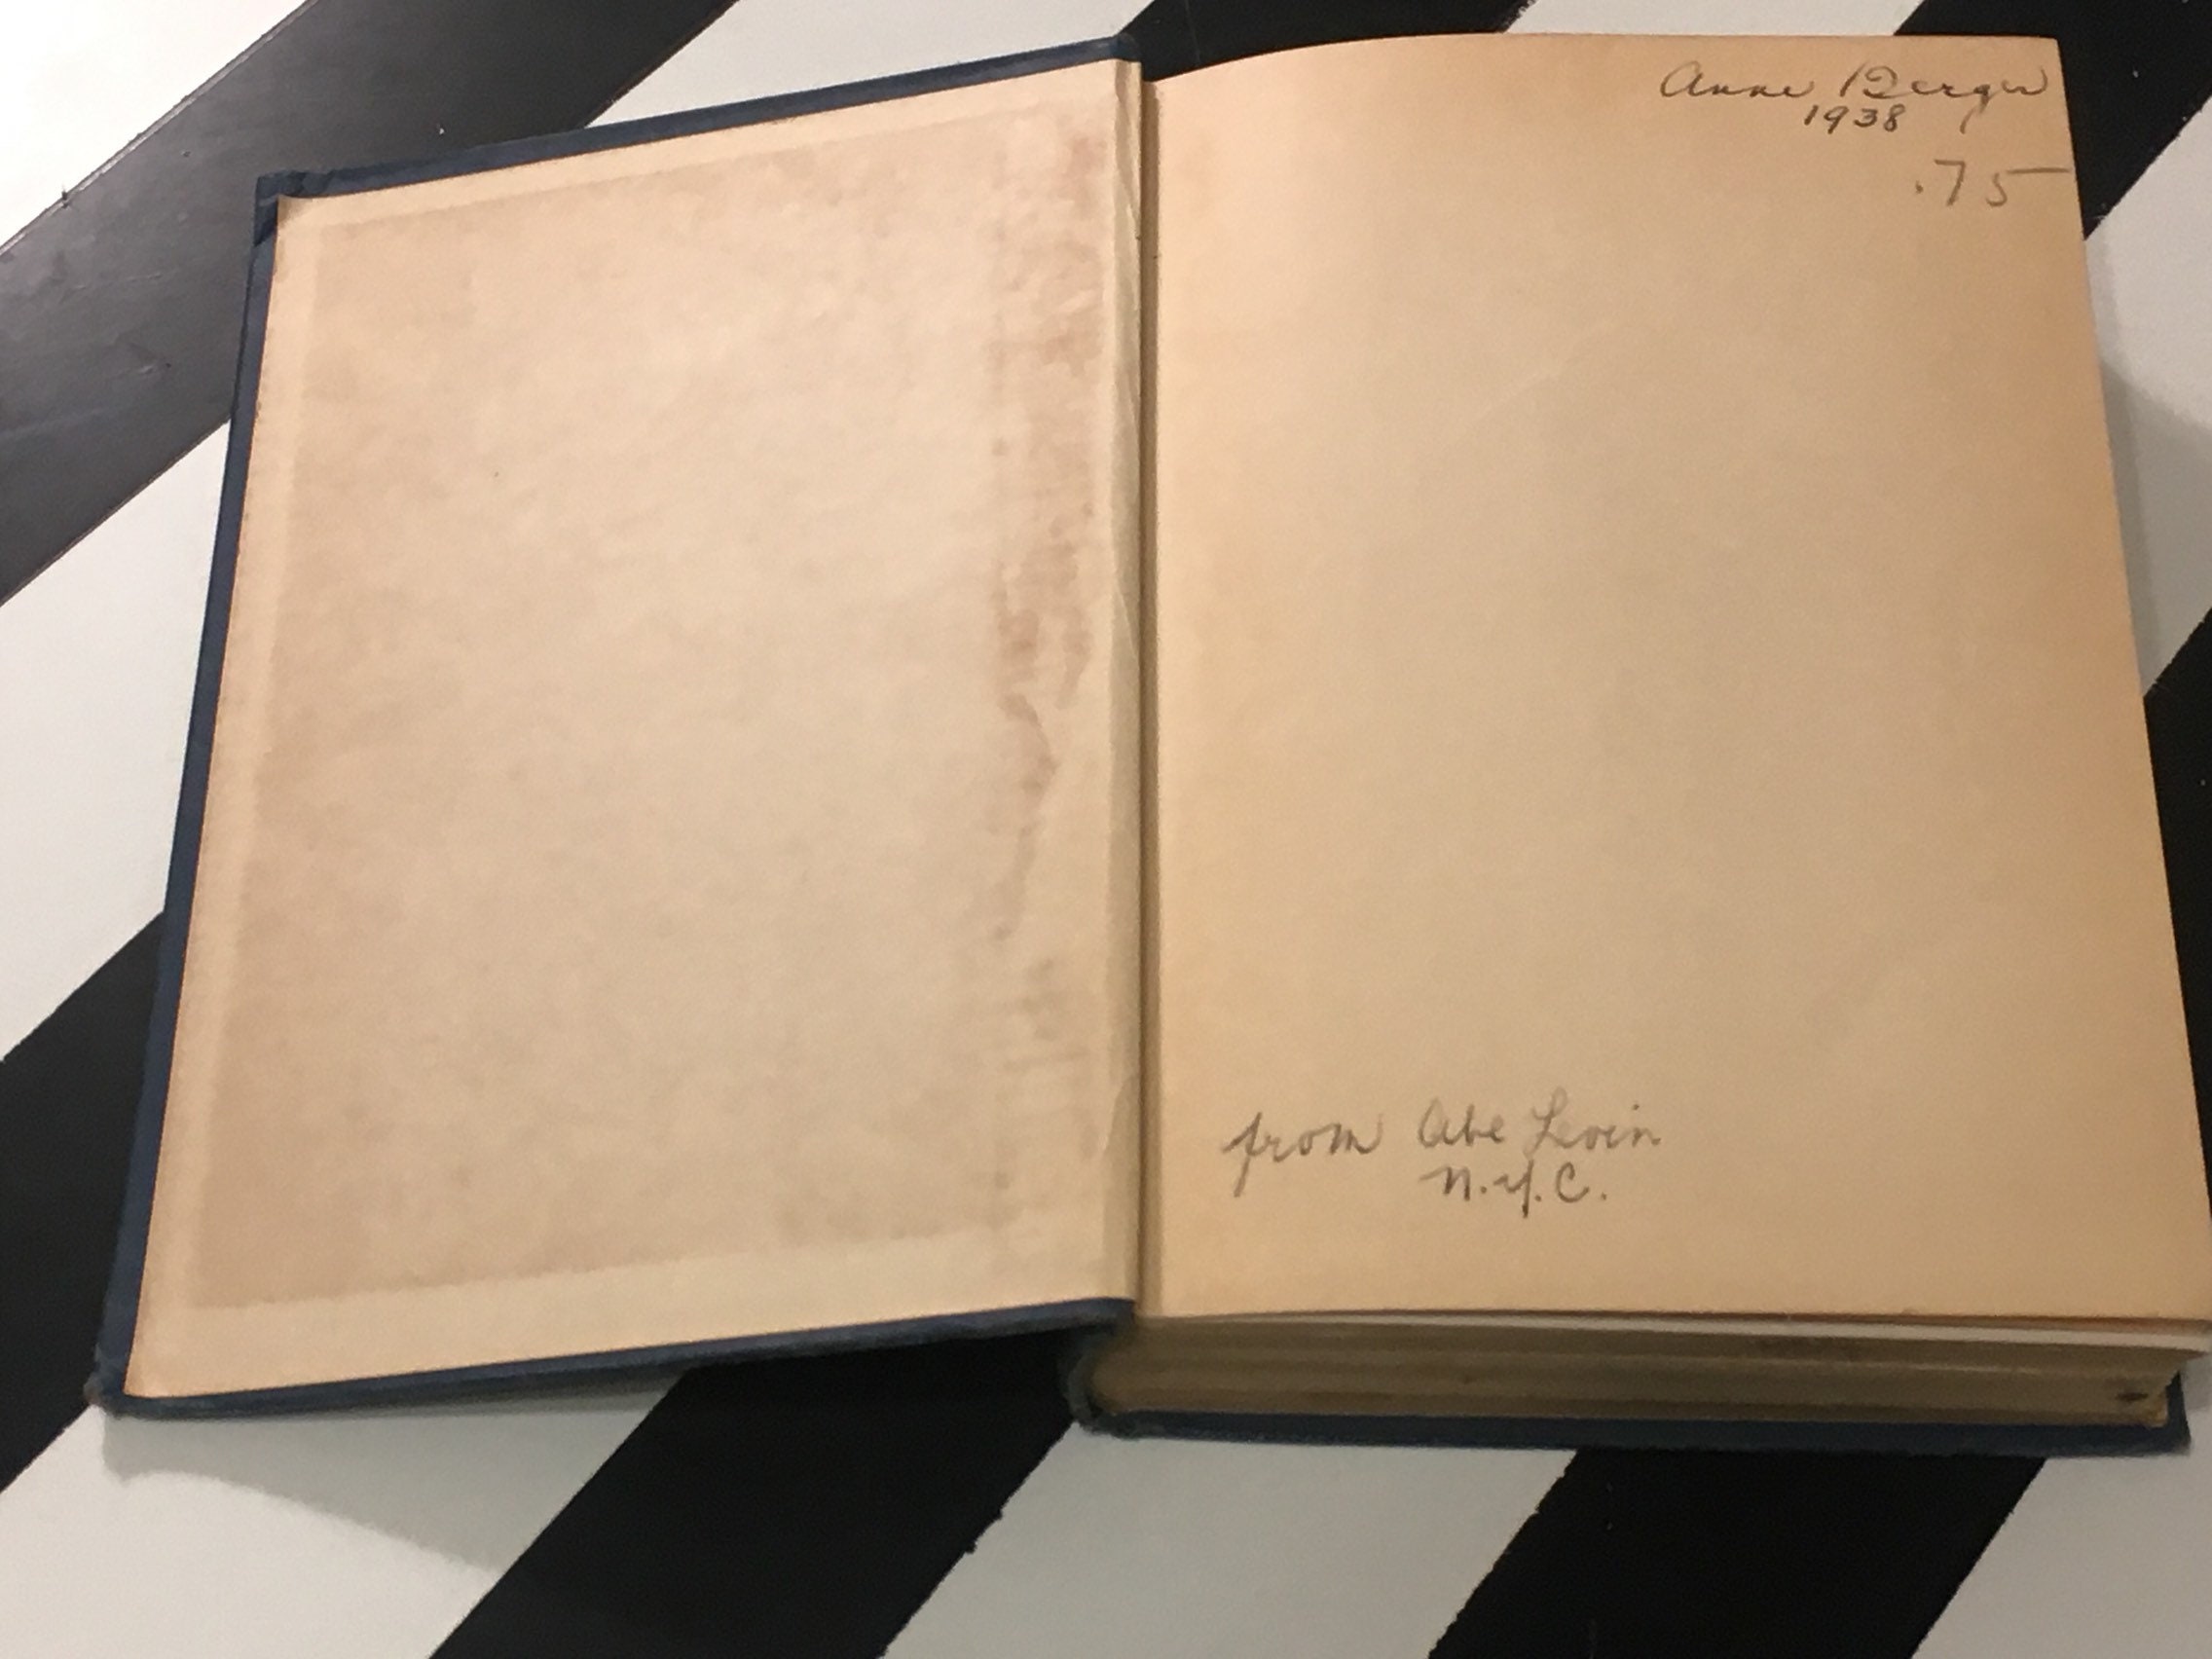 Anne Berger
1938
.75
from Abe Levin
N.Y.C.